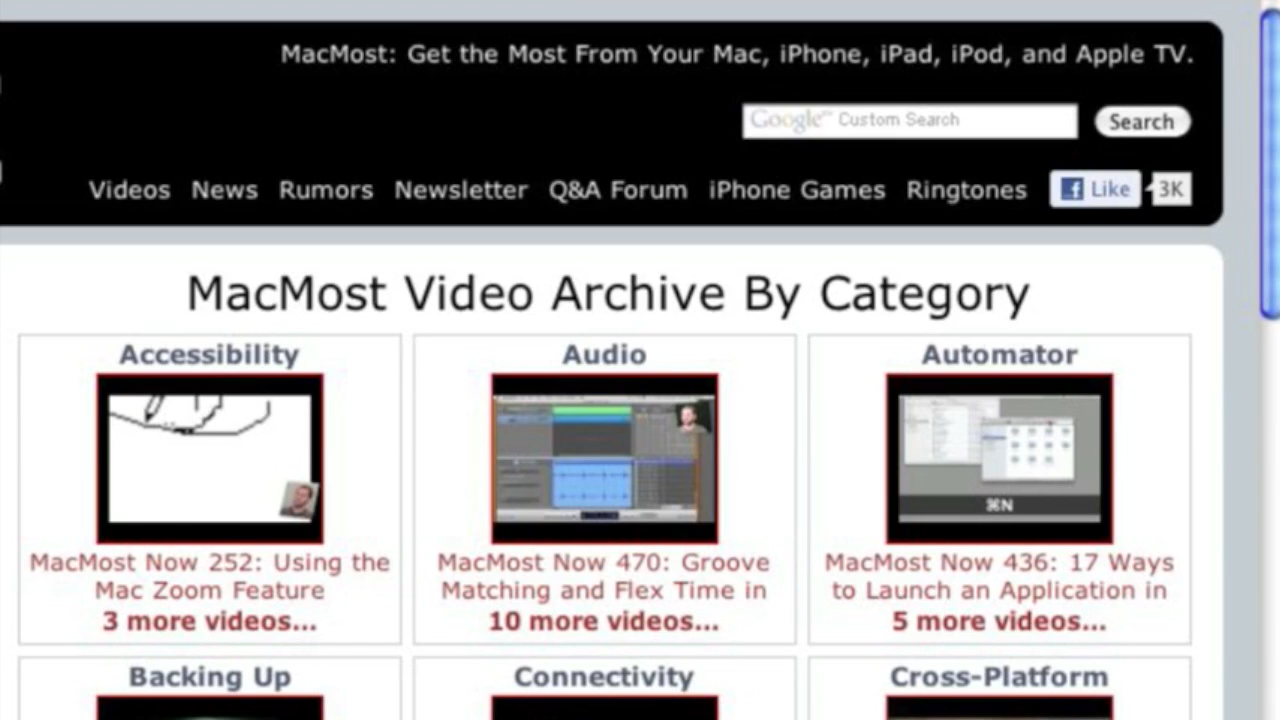 MacMost: Get the Most From Your Mac, iPhone, iPad, iPod, and Apple TV.
Google™ Custom Search
Search
Videos News Rumors Newsletter Q&A Forum iPhone Games Ringtones Like 3K
MacMost Video Archive By Category
Accessibility Audio Automator
⌘N
MacMost Now 252: Using the
Mac Zoom Feature
3 more videos...
MacMost Now 470: Groove
Matching and Flex Time in
10 more videos...
MacMost Now 436: 17 Ways
to Launch an Application in
5 more videos...
Backing Up Connectivity Cross-Platform